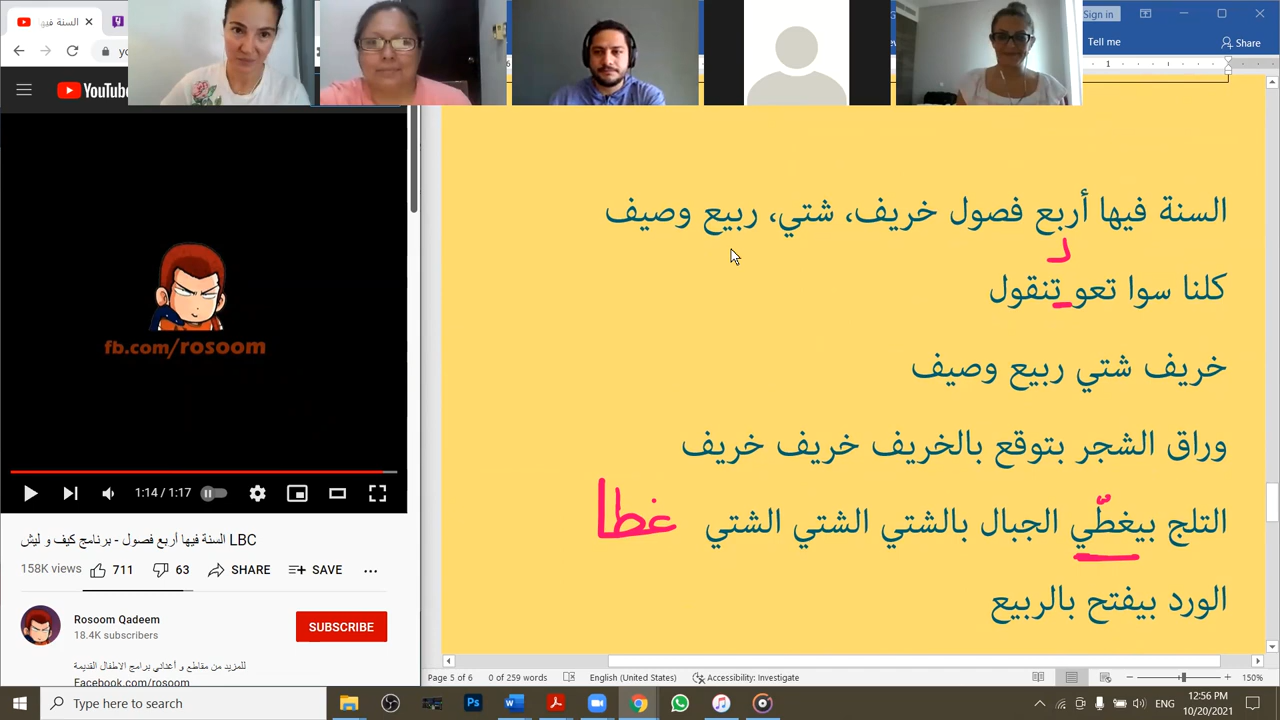 السنة فيها
Sign in
Tell me
Share
YouTube
fb.com/rosoom
1:14 / 1:17
LBC السنة فيها أربع فصول - برنامج كيف و ليش
158K views
711
63
SHARE
SAVE
Rosoom Qadeem
18.4K subscribers
SUBSCRIBE
للمزيد من مقاطع و أغناني برامج الاطفال القديمة
Facebook.com/rosoom
السنة فيها أربع فصول خريف، شتي، ربيع وصيف
كلنا سوا تعو تنقول
خريف شتي ربيع وصيف
وراق الشجر بتوقع بالخريف خريف خريف
التلج بيغطّي الجبال بالشتي الشتي الشتي
غطا
الورد بيفتح بالربيع
Page 5 of 6
0 of 259 words
English (United States)
Accessibility: Investigate
150%
Type here to search
ENG
12:56 PM
10/20/2021